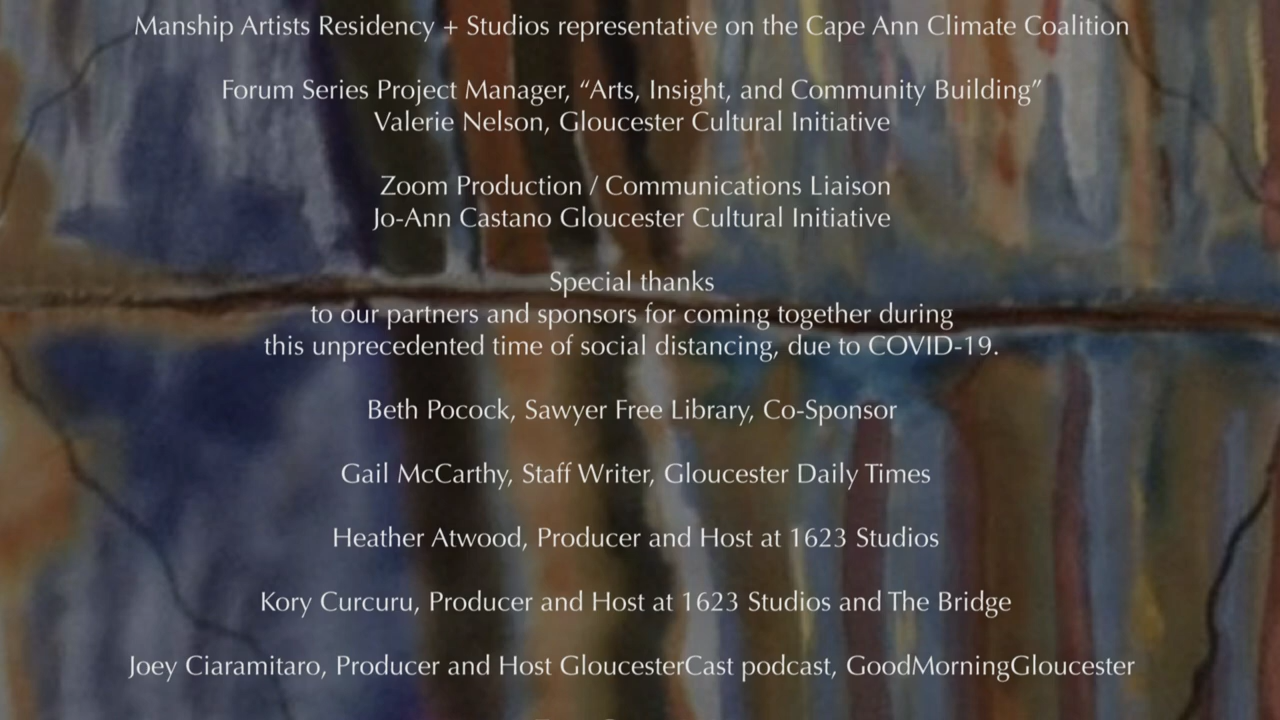 Manship Artists Residency + Studios representative on the Cape Ann Climate Coalition
Forum Series Project Manager, “Arts, Insight, and Community Building”
Valerie Nelson, Gloucester Cultural Initiative
Zoom Production / Communications Liaison
Jo-Ann Castano Gloucester Cultural Initiative
Special thanks
to our partners and sponsors for coming together during
this unprecedented time of social distancing, due to COVID-19.
Beth Pocock, Sawyer Free Library, Co-Sponsor
Gail McCarthy, Staff Writer, Gloucester Daily Times
Heather Atwood, Producer and Host at 1623 Studios
Kory Curcuru, Producer and Host at 1623 Studios and The Bridge
Joey Ciaramitaro, Producer and Host GloucesterCast podcast, GoodMorningGloucester